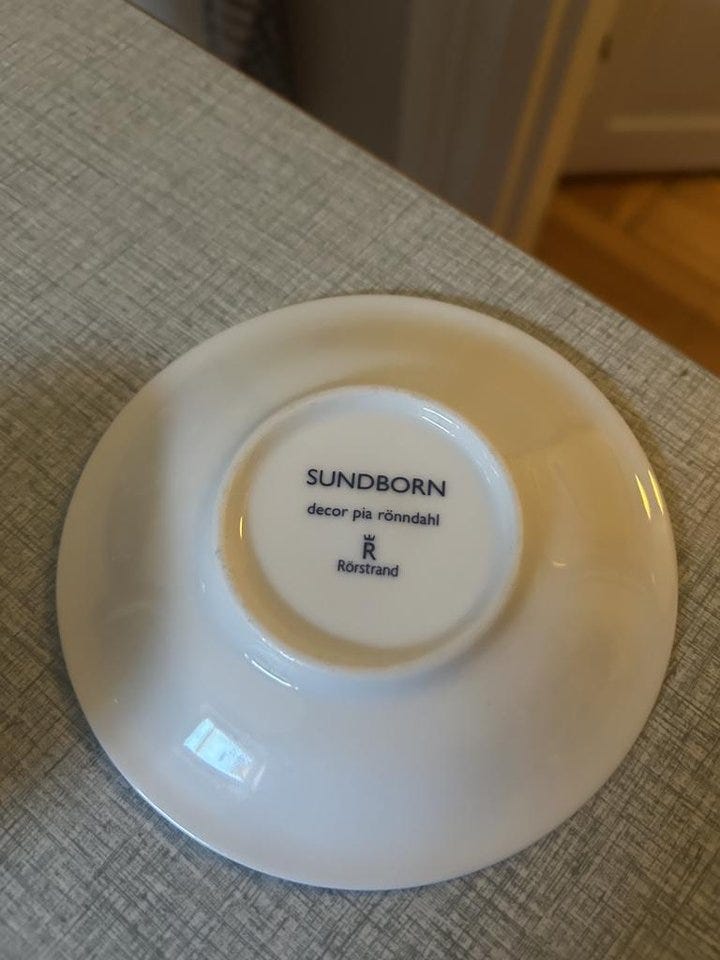 SUNDBORN
decor pia rönndahl
R
Rörstrand